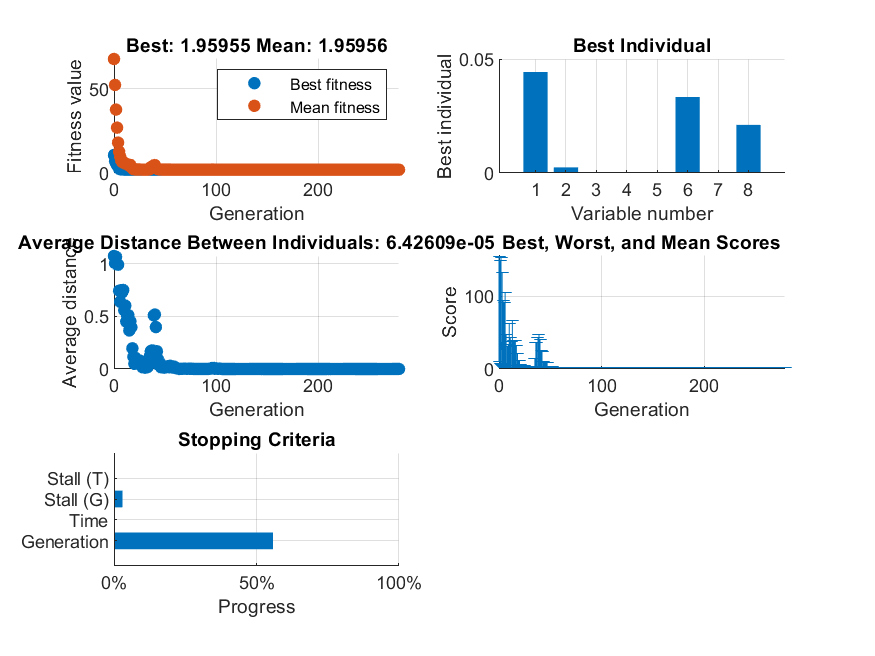 Best: 1.95955 Mean: 1.95956
Fitness value
50
0
Best fitness
Mean fitness
0 100 200
Generation
Best Individual
Best individual
0.05
0
1 2 3 4 5 6 7 8
Variable number
Average Distance Between Individuals: 6.42609e-05
Average distance
1
0.5
0
0 100 200
Generation
Best, Worst, and Mean Scores
Score
100
0
0 100 200
Generation
Stopping Criteria
Stall (T)
Stall (G)
Time
Generation
0% 50% 100%
Progress